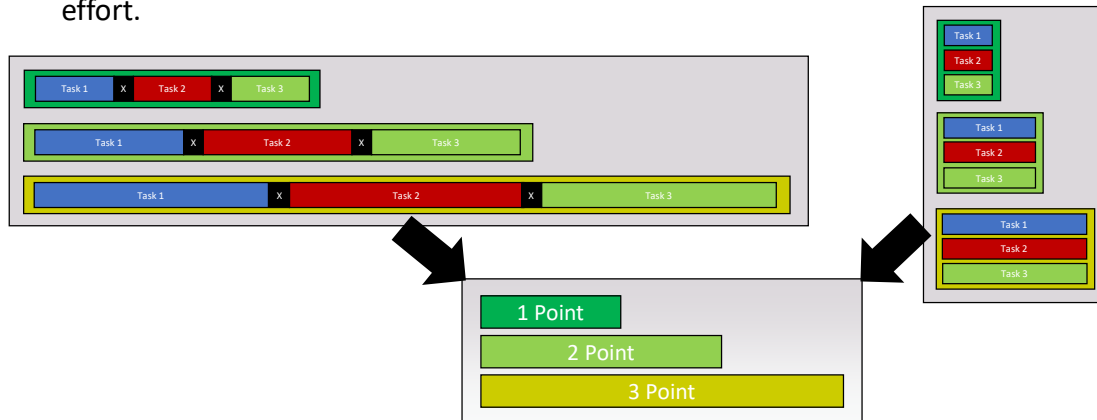 effort.
Task 1 X Task 2 X Task 3
Task 1 X Task 2 X Task 3
Task 1 X Task 2 X Task 3
Task 1
Task 2
Task 3
Task 1
Task 2
Task 3
Task 1
Task 2
Task 3
1 Point
2 Point
3 Point